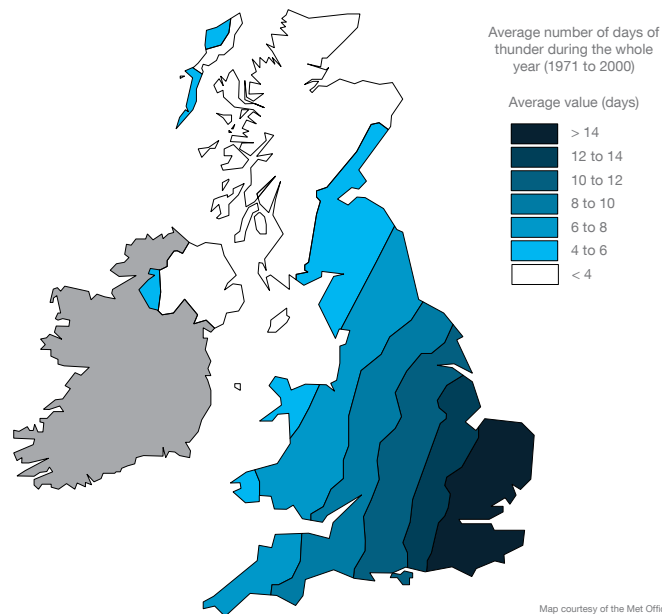 Average number of days of
thunder during the whole
year (1971 to 2000)
Average value (days)
> 14
12 to 14
10 to 12
8 to 10
6 to 8
4 to 6
< 4
Map courtesy of the Met Offi